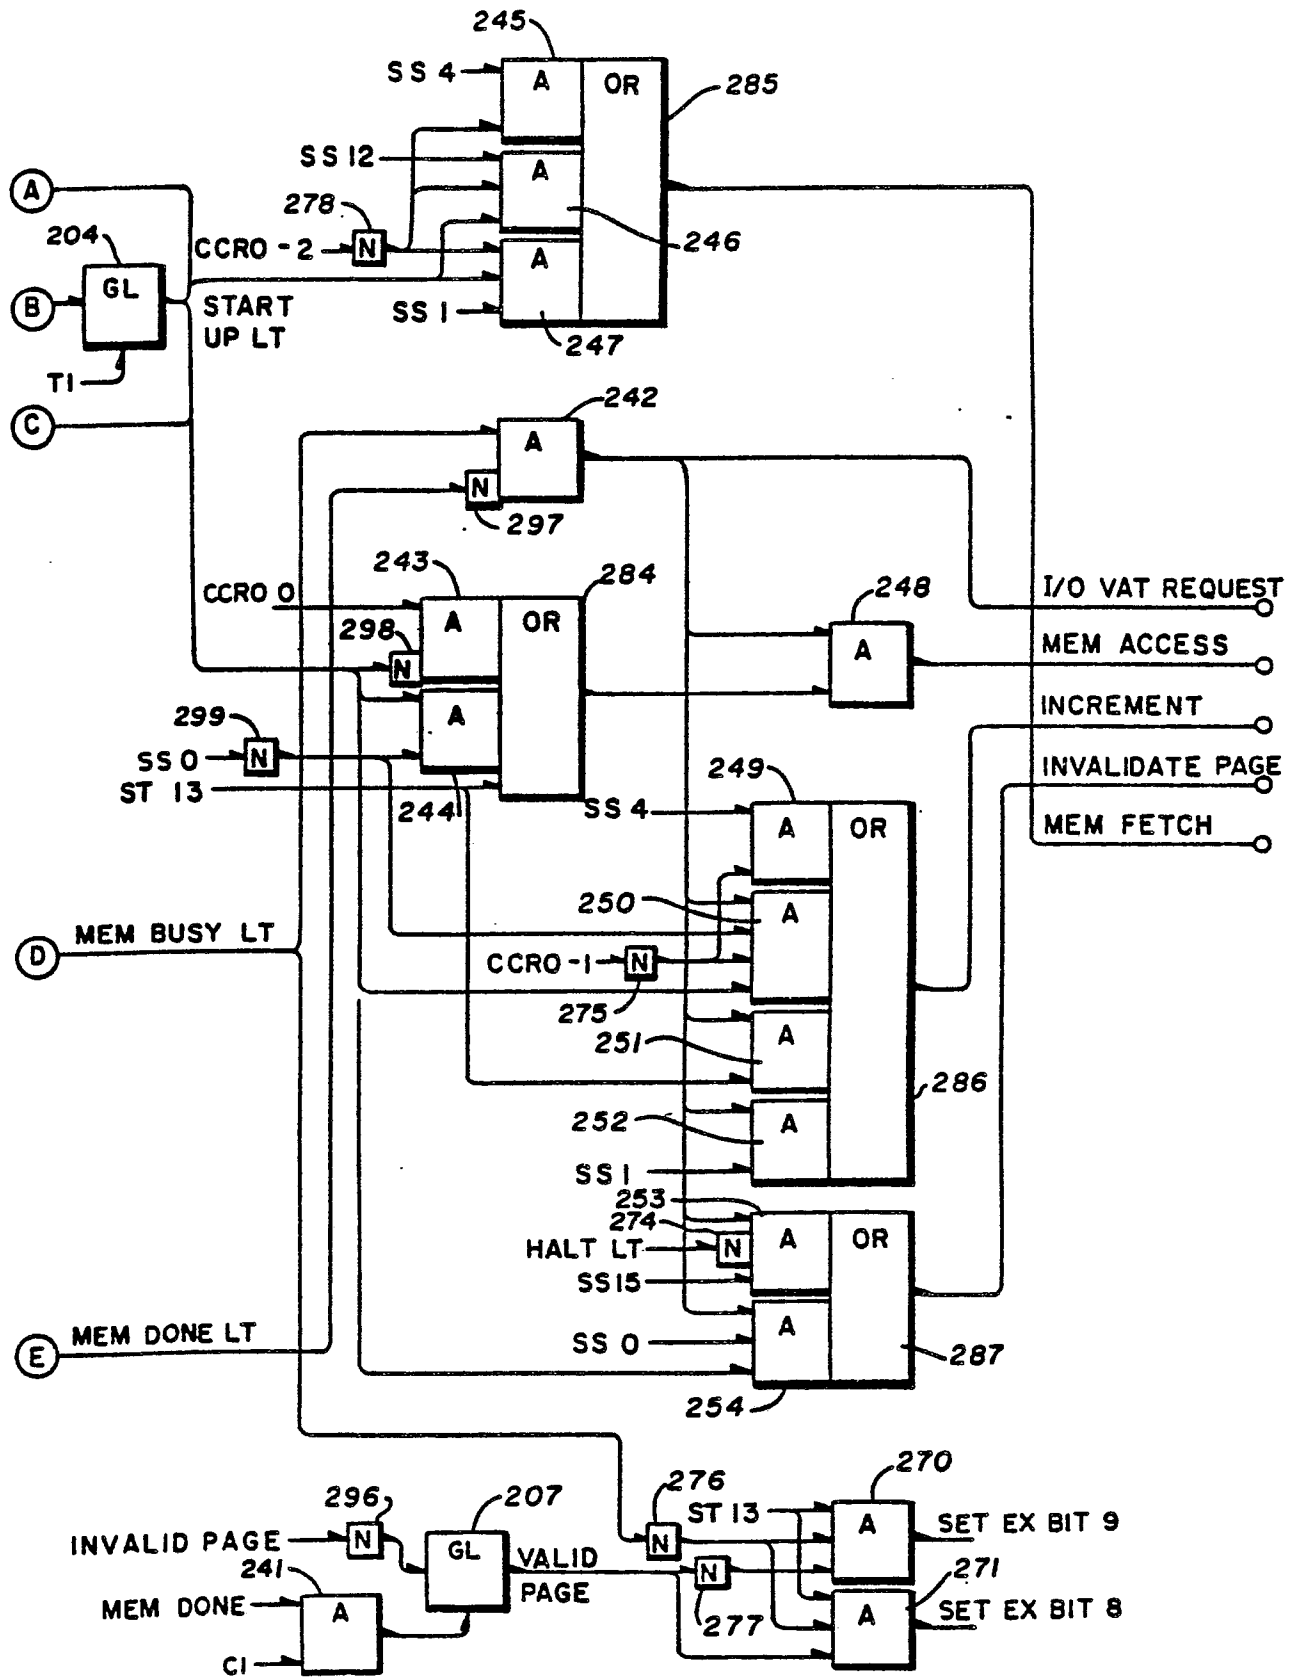 245
SS 4
A
OR
285
SS 12
A
A
278
246
204
CCRO -2
N
A
GL
B
START
UP LT
SS 1
247
T1
C
242
A
N
297
243
284
CCRO 0
I/O VAT REQUEST
248
298
A
OR
N
A
MEM ACCESS
299
A
INCREMENT
SS 0
N
249
INVALIDATE PAGE
ST 13
244
SS 4
A
OR
MEM FETCH
250
A
MEM BUSY LT
D
CCRO -1
N
275
A
251
286
252
A
SS 1
253
274
HALT LT
N
A
OR
SS15
MEM DONE LT
E
A
SS 0
287
254
270
276
296
207
ST 13
A
SET EX BIT 9
INVALID PAGE
N
GL
VALID
PAGE
N
N
271
241
MEM DONE
A
277
A
SET EX BIT 8
C1